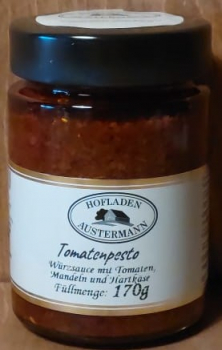 HOFLADEN
AUSTERMANN
Tomatenpesto
Würzsauce mit Tomaten,
Mandeln und Hartkäse
Füllmenge: 170g